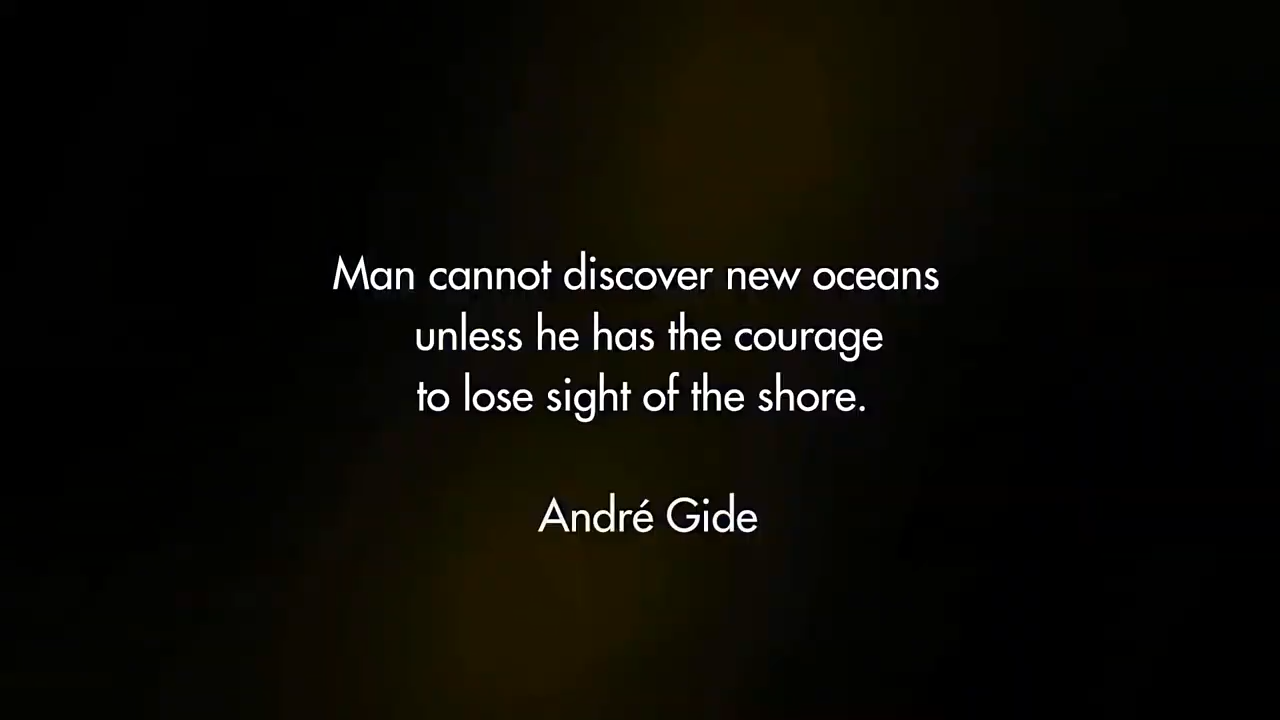 Man cannot discover new oceans
unless he has the courage
to lose sight of the shore.
André Gide